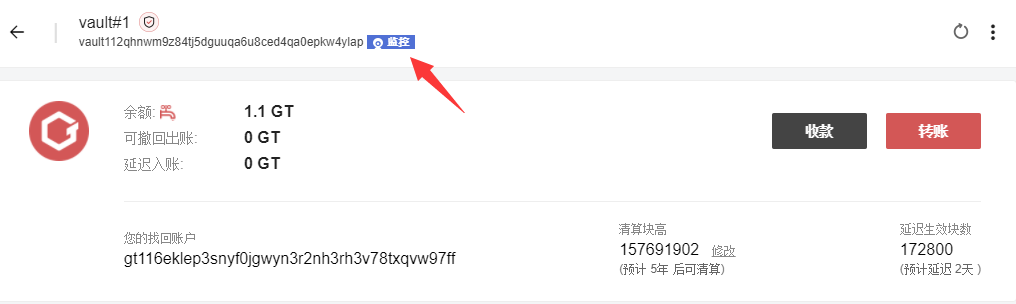 vault#1
vault112qhnwm9z84tj5dguuqa6u8ced4qa0epkw4ylap 监控
余额: 1.1 GT
可撤回出账: 0 GT
延迟入账: 0 GT
收款 转账
您的找回账户
gt116eklep3snyf0jgwyn3r2nh3rh3v78txqvw97ff
清算块高
157691902 修改
(预计 5年 后可清算)
延迟生效块数
172800
(预计延迟 2天 )